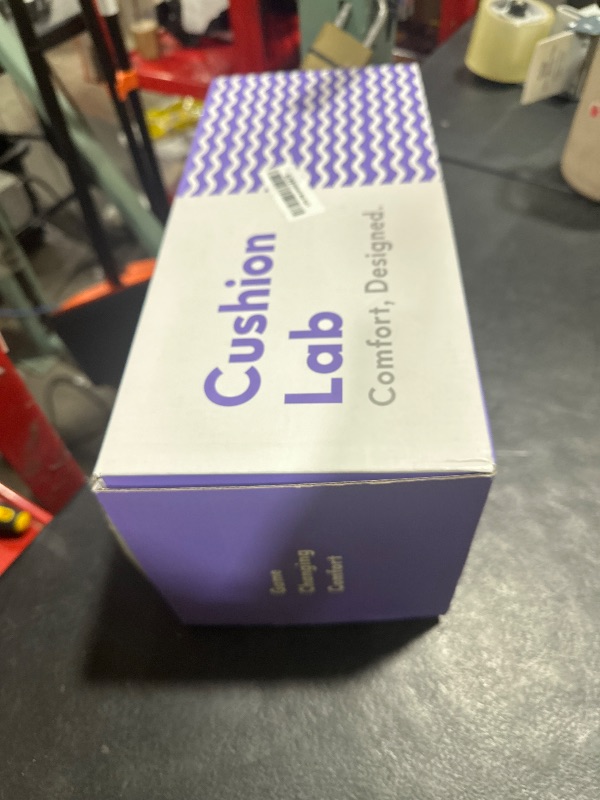 Cushion
Lab
Comfort, Designed.
Game
Changing
Comfort